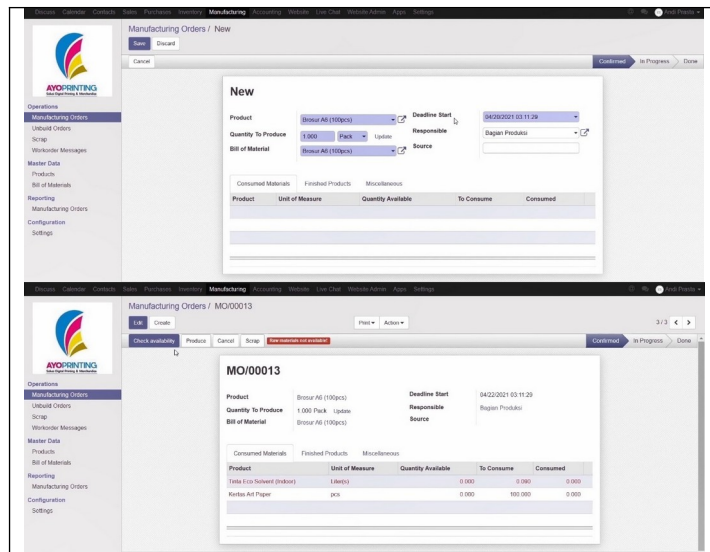 Discuss Calendar Contacts Sales Purchases Inventory Manufacturing Accounting Website Live Chat Website Admin Apps Settings Andi Prasta
Manufacturing Orders / New
Save Discard
Cancel Confirmed In Progress Done
AYOPRINTING
Solusi Digital Printing & Merchandise
Operations
Manufacturing Orders
Unbuild Orders
Scrap
Workorder Messages
Master Data
Products
Bill of Materials
Reporting
Manufacturing Orders
Configuration
Settings
New
Product Brosur A6 (100pcs) Deadline Start 04/20/2021 03:11:29
Quantity To Produce 1.000 Pack Update Responsible Bagian Produksi
Bill of Material Brosur A6 (100pcs) Source
Consumed Materials Finished Products Miscellaneous
Product Unit of Measure Quantity Available To Consume Consumed
Discuss Calendar Contacts Sales Purchases Inventory Manufacturing Accounting Website Live Chat Website Admin Apps Settings Andi Prasta
Manufacturing Orders / MO/00013
Edit Create Print Action 3 / 3
Check availability Produce Cancel Scrap Raw materials not available! Confirmed In Progress Done
AYOPRINTING
Solusi Digital Printing & Merchandise
Operations
Manufacturing Orders
Unbuild Orders
Scrap
Workorder Messages
Master Data
Products
Bill of Materials
Reporting
Manufacturing Orders
Configuration
Settings
MO/00013
Product Brosur A6 (100pcs) Deadline Start 04/22/2021 03:11:29
Quantity To Produce 1.000 Pack Update Responsible Bagian Produksi
Bill of Material Brosur A6 (100pcs) Source
Consumed Materials Finished Products Miscellaneous
Product Unit of Measure Quantity Available To Consume Consumed
Tinta Eco Solvent (Indoor) Liter(s) 0.000 0.090 0.000
Kertas Art Paper pcs 0.000 100.000 0.000